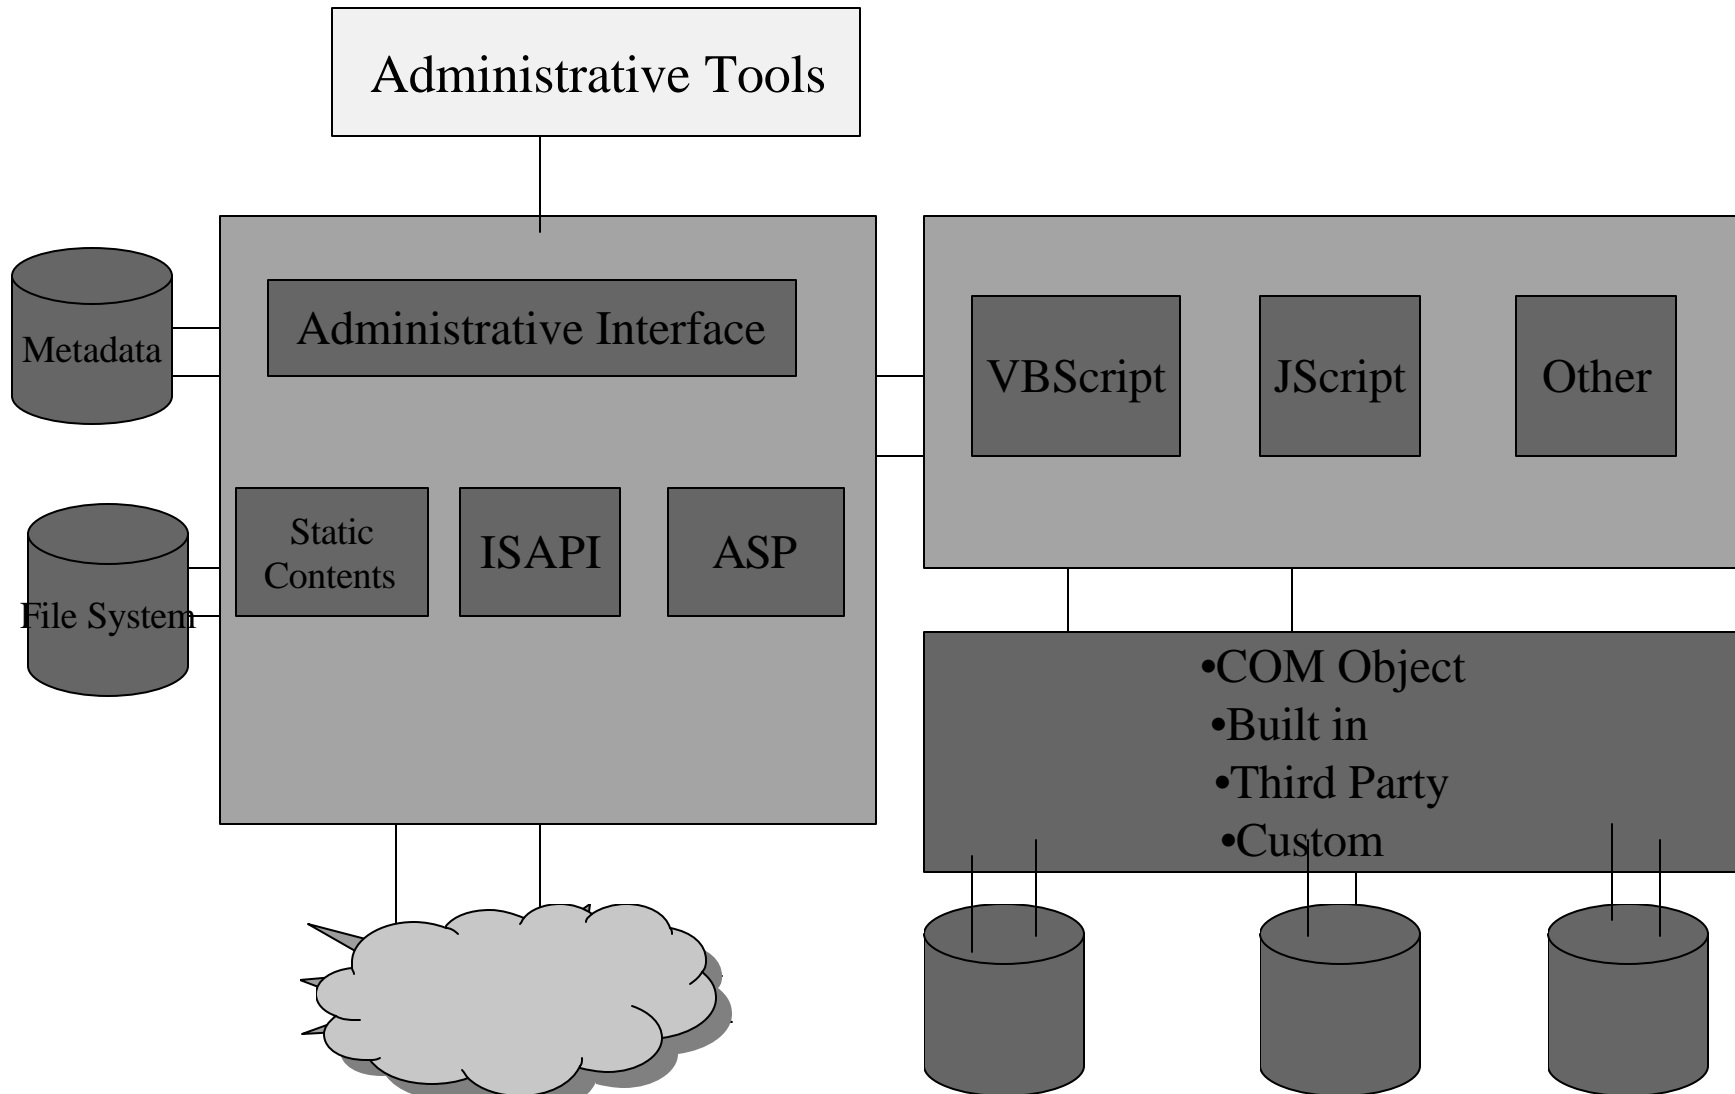 Administrative Tools
Administrative Interface
Metadata
VBScript
JScript
Other
Static
Contents
ISAPI
ASP
File System
•COM Object
•Built in
•Third Party
•Custom